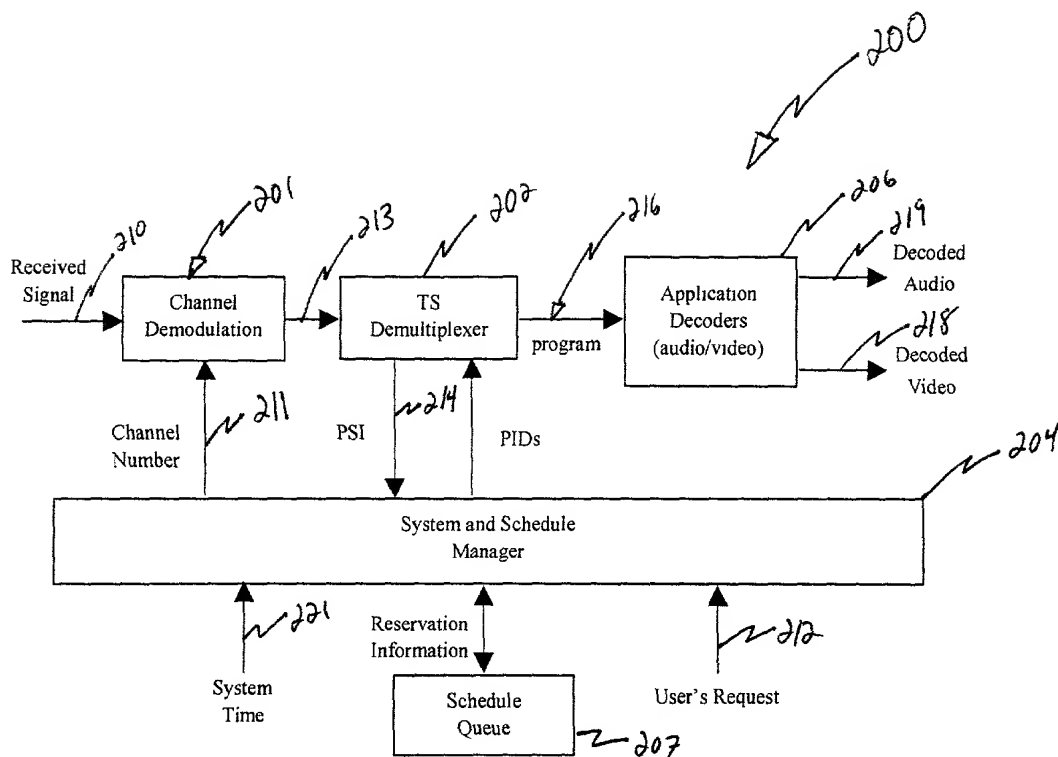 200
201
202
216
206
210
213
219
Received
Signal
Channel
Demodulation
TS
Demultiplexer
program
Application
Decoders
(audio/video)
Decoded
Audio
218
Decoded
Video
211
214
Channel
Number
PSI
PIDs
204
System and Schedule
Manager
221
Reservation
Information
212
System
Time
Schedule
Queue
User's Request
207